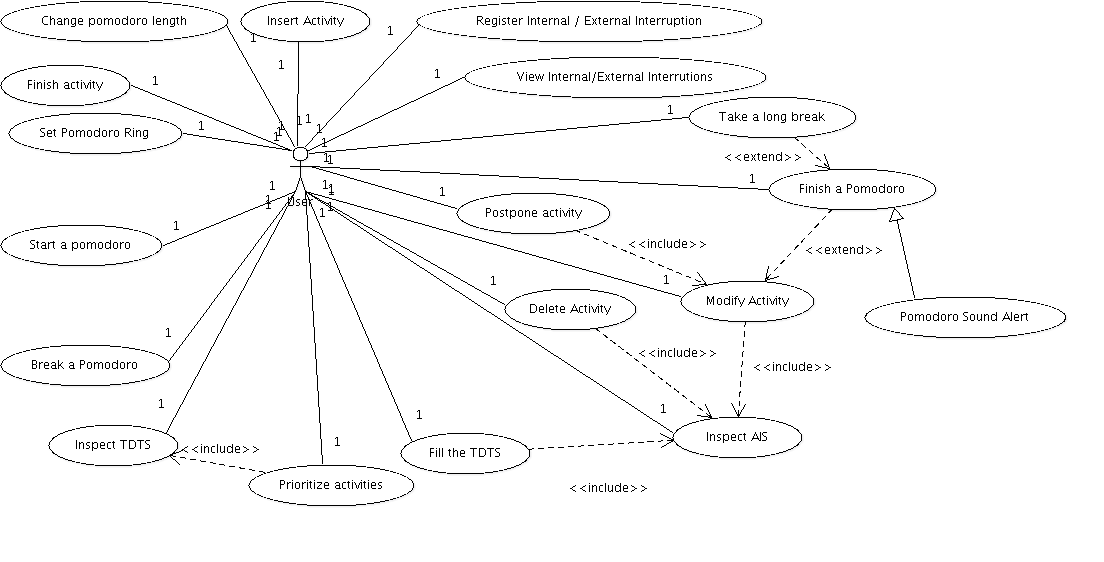 Change pomodoro length
Insert Activity
Register Internal / External Interruption
1
1
1
Finish activity
1
1
View Internal/External Interrutions
Set Pomodoro Ring
1
1
Take a long break
1
1
1
1
1
1
1
<<extend>>
1
1
1
1
Finish a Pomodoro
1
1
1
1
1
User
1
1
1
1
Postpone activity
1
Start a pomodoro
<<include>>
<<extend>>
1
1
Delete Activity
Modify Activity
Pomodoro Sound Alert
1
Break a Pomodoro
<<include>>
<<include>>
1
1
1
Inspect TDTS
<<include>>
1
Fill the TDTS
Inspect AIS
Prioritize activities
<<include>>